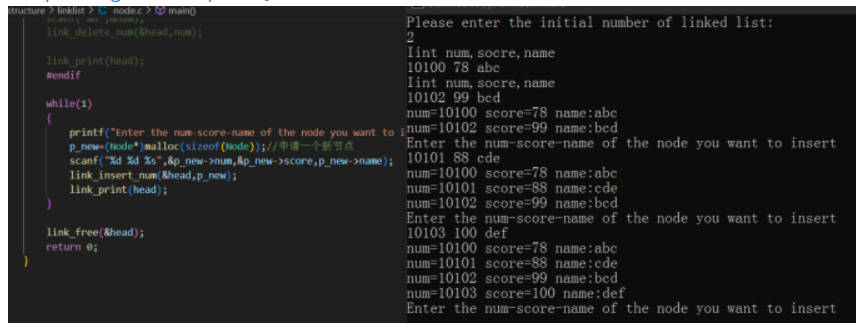 structure > linklist > C node.c > main()
scanf("%d",&num);
link_delete_num(&head,num);
link_print(head);
#endif
while(1)
{
printf("Enter the num-score-name of the node you want to i
p_new=(Node*)malloc(sizeof(Node));//申请一个新节点
scanf("%d %d %s",&p_new->num,&p_new->score,p_new->name);
link_insert_num(&head,p_new);
link_print(head);
}
link_free(&head);
return 0;
}
Please enter the initial number of linked list:
2
Iint num,socre,name
10100 78 abc
Iint num,socre,name
10102 99 bcd
num=10100 score=78 name:abc
num=10102 score=99 name:bcd
Enter the num-score-name of the node you want to insert
10101 88 cde
num=10100 score=78 name:abc
num=10101 score=88 name:cde
num=10102 score=99 name:bcd
Enter the num-score-name of the node you want to insert
10103 100 def
num=10100 score=78 name:abc
num=10101 score=88 name:cde
num=10102 score=99 name:bcd
num=10103 score=100 name:def
Enter the num-score-name of the node you want to insert